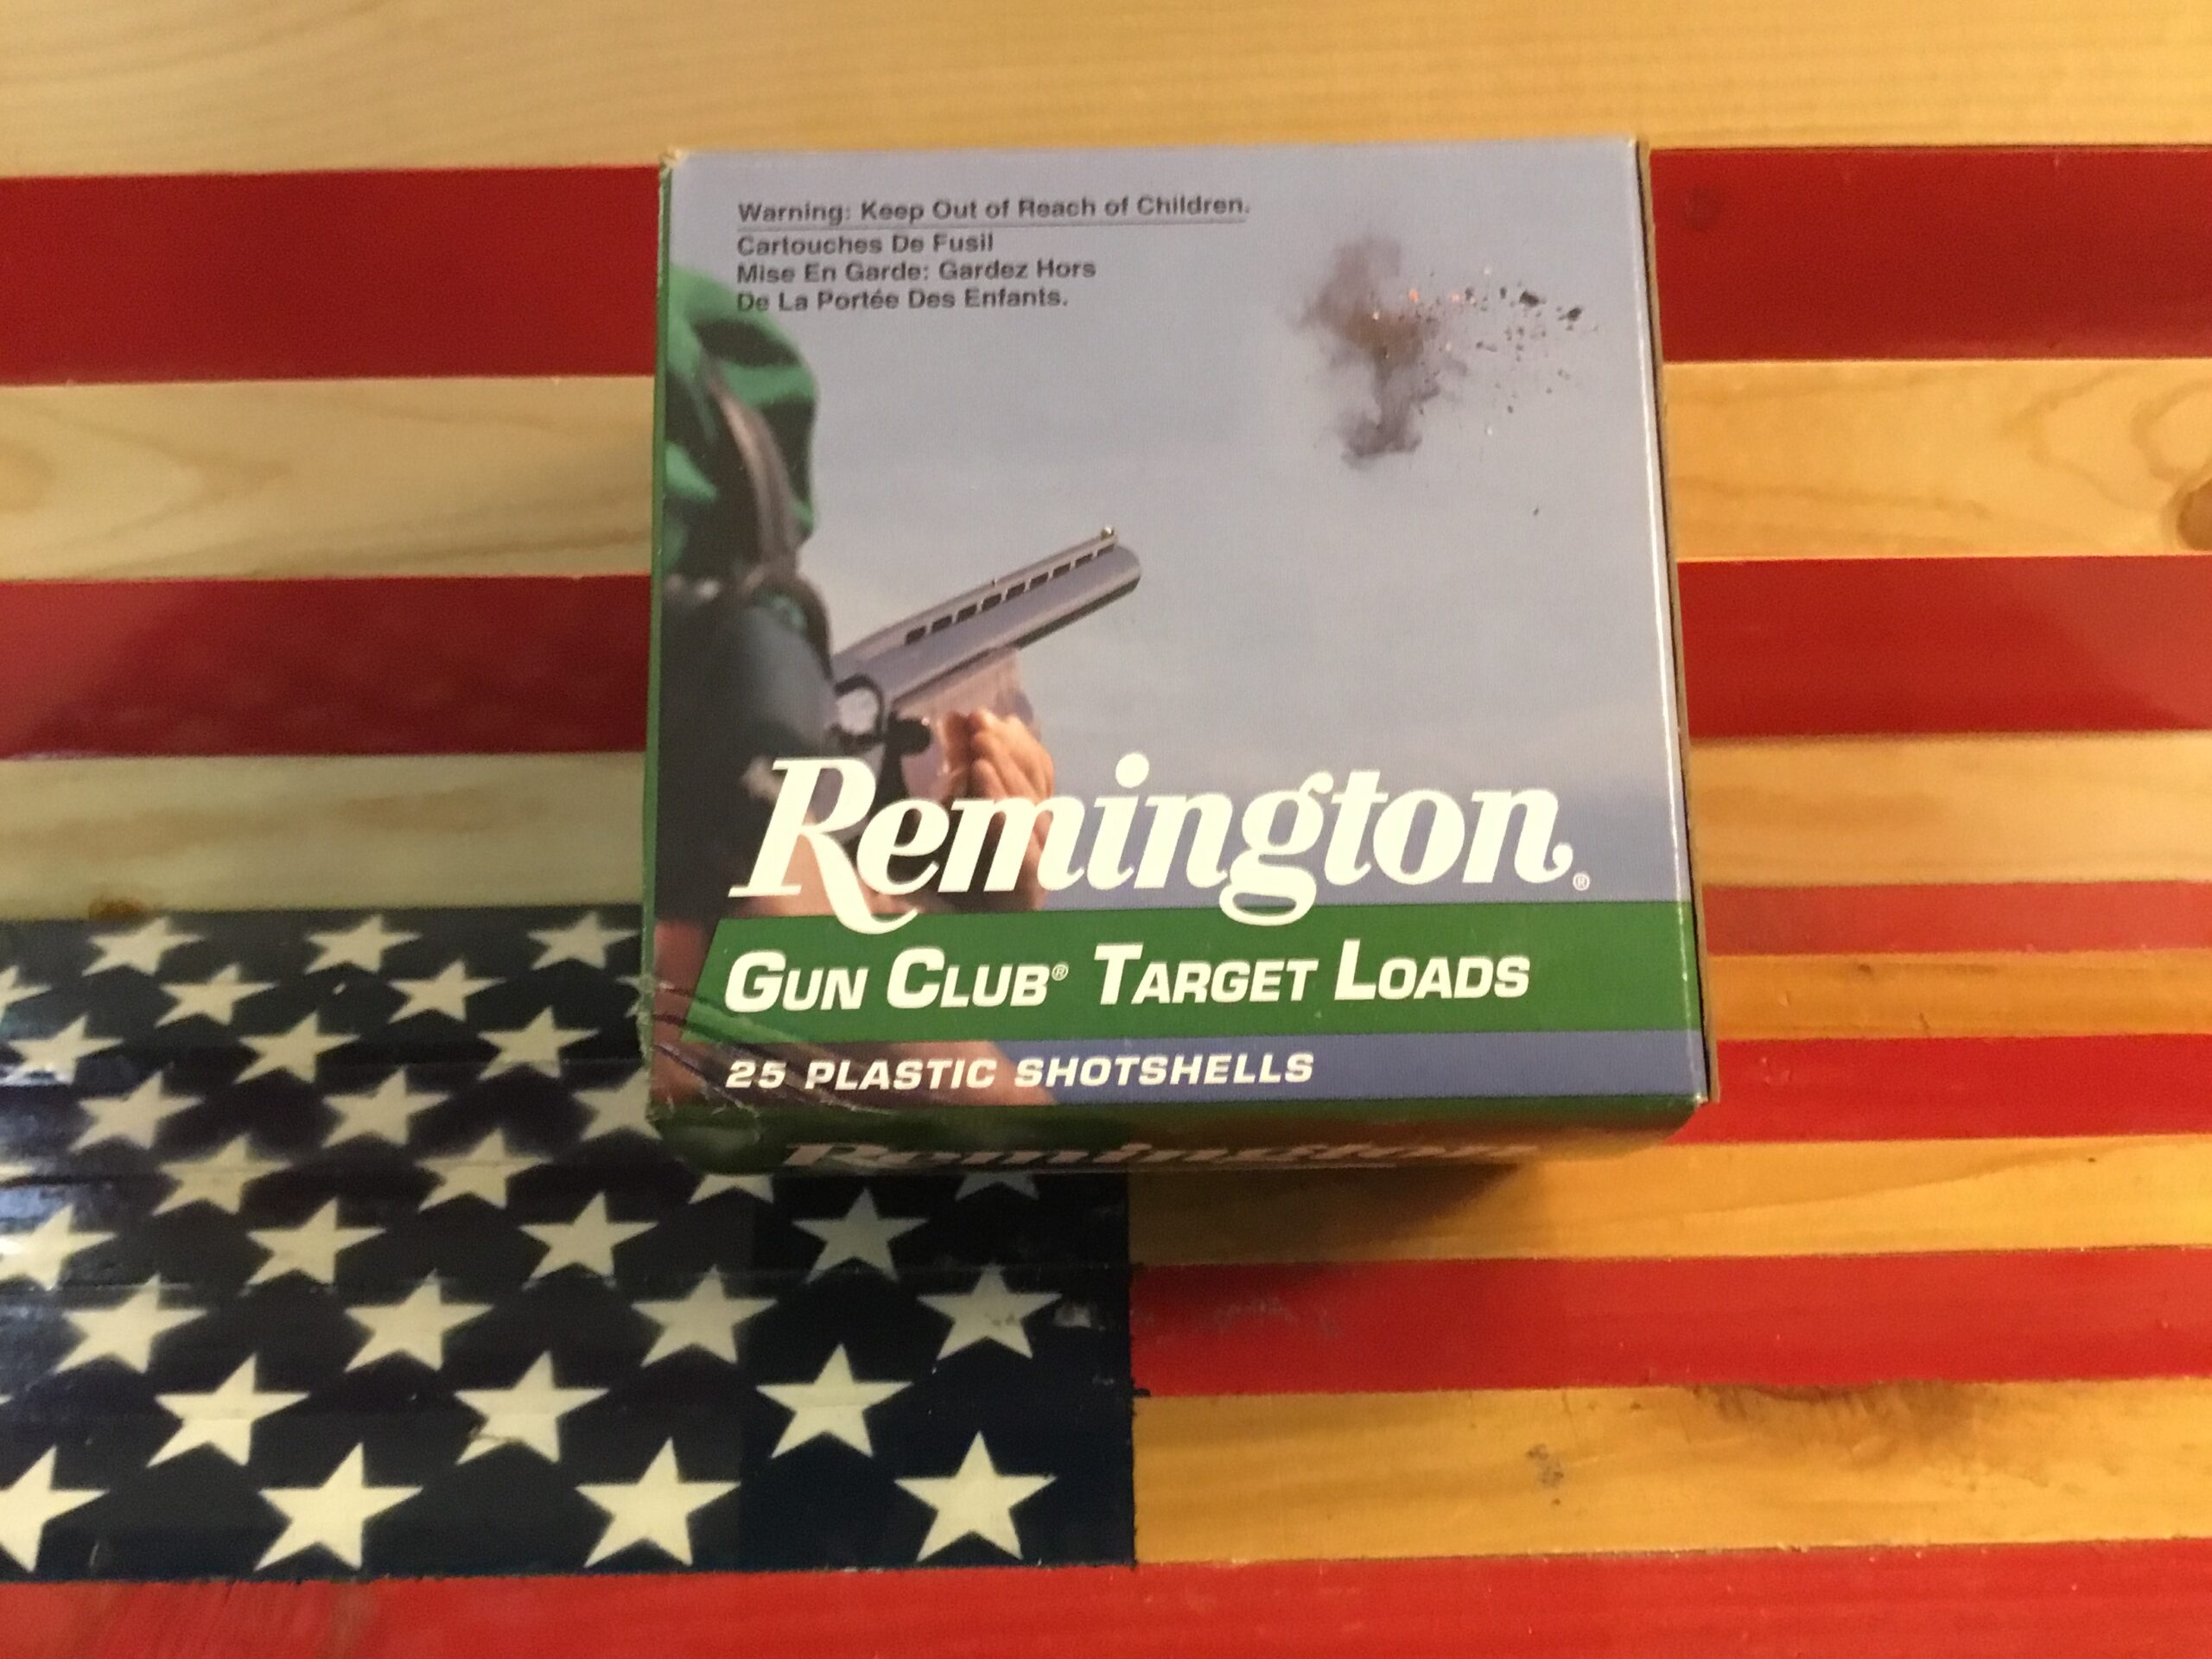 Warning: Keep Out of Reach of Children.
Cartouches De Fusil
Mise En Garde: Gardez Hors
De La Portée Des Enfants.
Remington®
GUN CLUB® TARGET LOADS
25 PLASTIC SHOTSHELLS
Remington